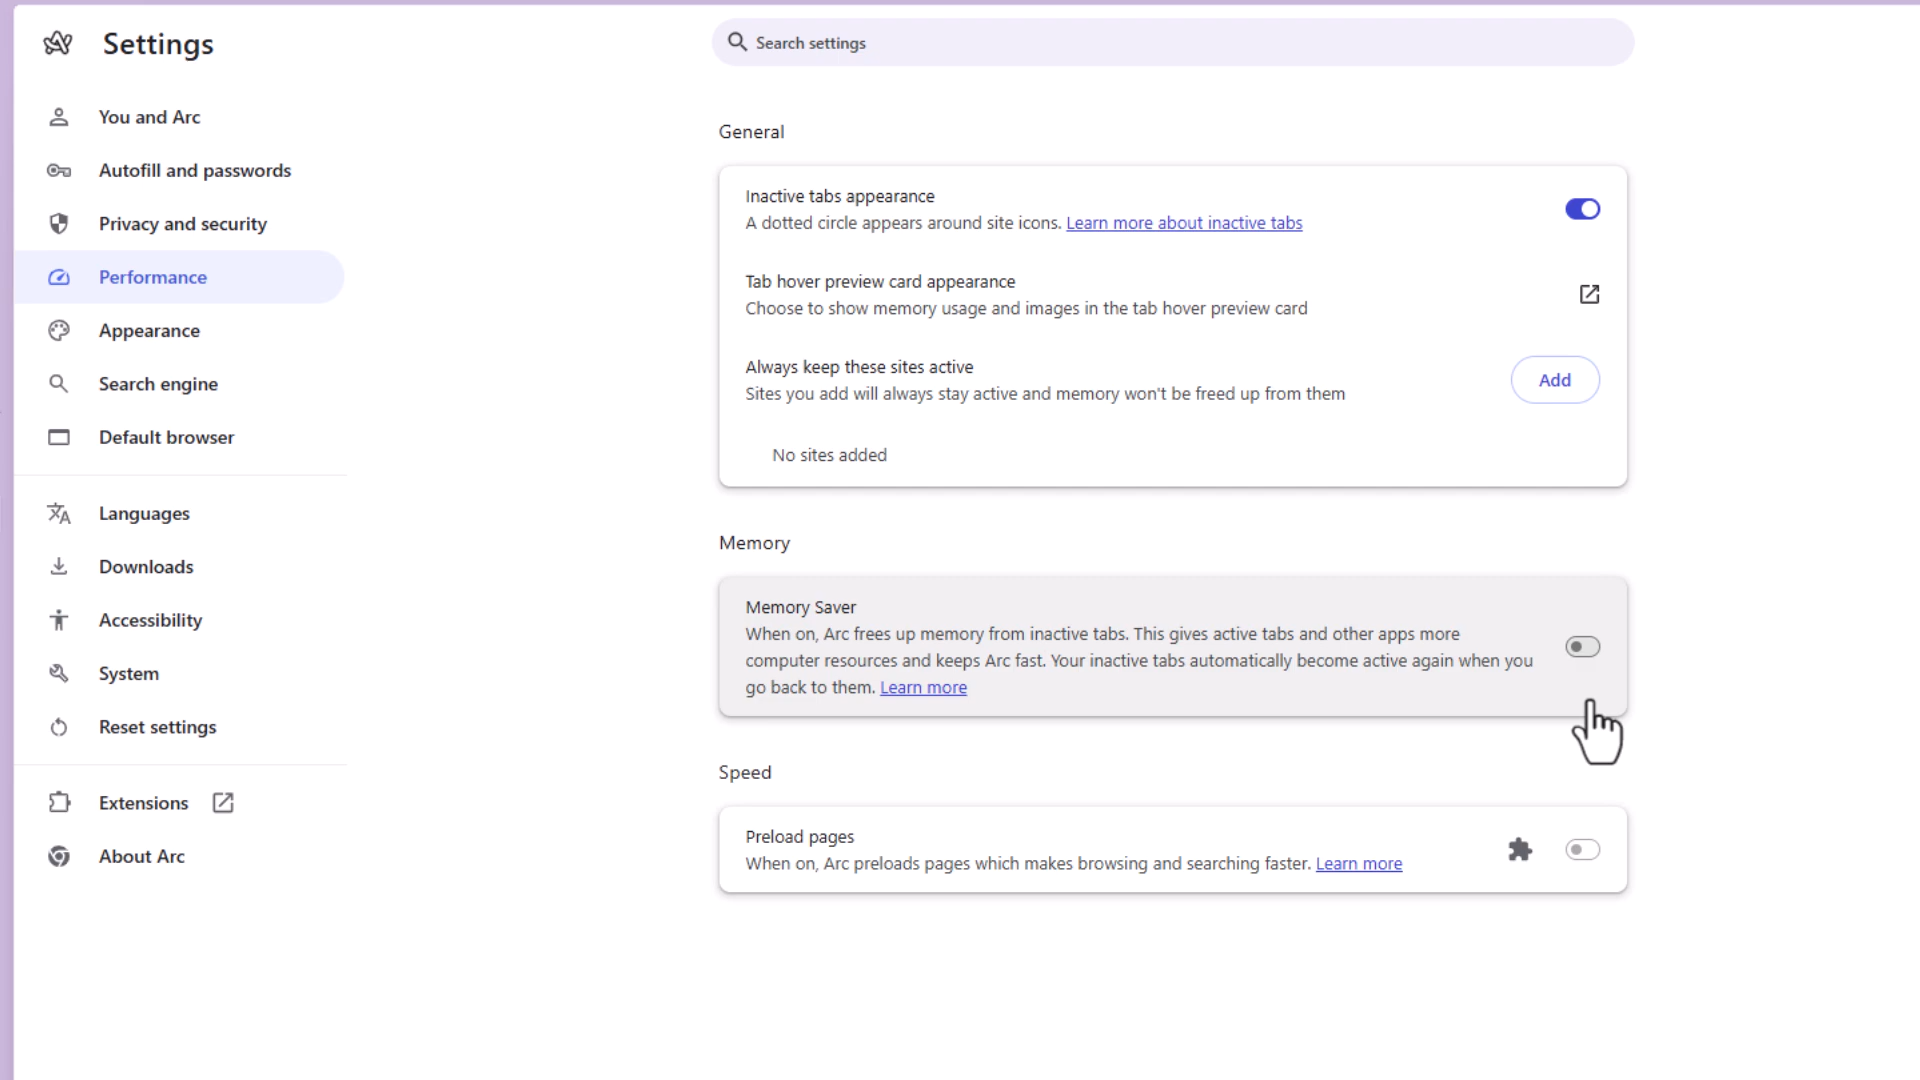 Settings
Search settings
You and Arc
Autofill and passwords
Privacy and security
Performance
Appearance
Search engine
Default browser
Languages
Downloads
Accessibility
System
Reset settings
Extensions
About Arc
General
Inactive tabs appearance
A dotted circle appears around site icons. Learn more about inactive tabs
Tab hover preview card appearance
Choose to show memory usage and images in the tab hover preview card
Always keep these sites active
Sites you add will always stay active and memory won't be freed up from them
Add
No sites added
Memory
Memory Saver
When on, Arc frees up memory from inactive tabs. This gives active tabs and other apps more
computer resources and keeps Arc fast. Your inactive tabs automatically become active again when you
go back to them. Learn more
Speed
Preload pages
When on, Arc preloads pages which makes browsing and searching faster. Learn more